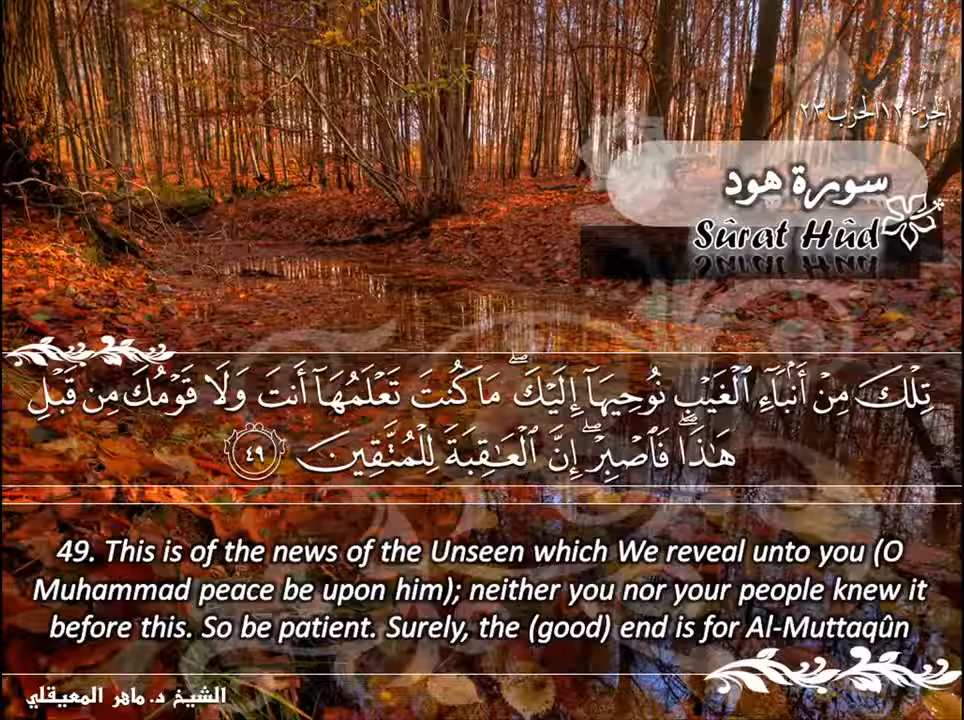 الجزء ١٢ الحزب ٢٣
سورة هود
Sûrat Hûd
تِلْكَ مِنْ أَنۢبَآءِ ٱلْغَيْبِ نُوحِيهَآ إِلَيْكَ ۖ مَا كُنتَ تَعْلَمُهَآ أَنتَ وَلَا قَوْمُكَ مِن قَبْلِ
هَٰذَا ۖ فَٱصْبِرْ ۖ إِنَّ ٱلْعَٰقِبَةَ لِلْمُتَّقِينَ ٤٩
49. This is of the news of the Unseen which We reveal unto you (O
Muhammad peace be upon him); neither you nor your people knew it
before this. So be patient. Surely, the (good) end is for Al-Muttaqûn
الشيخ د. ماهر المعيقلي